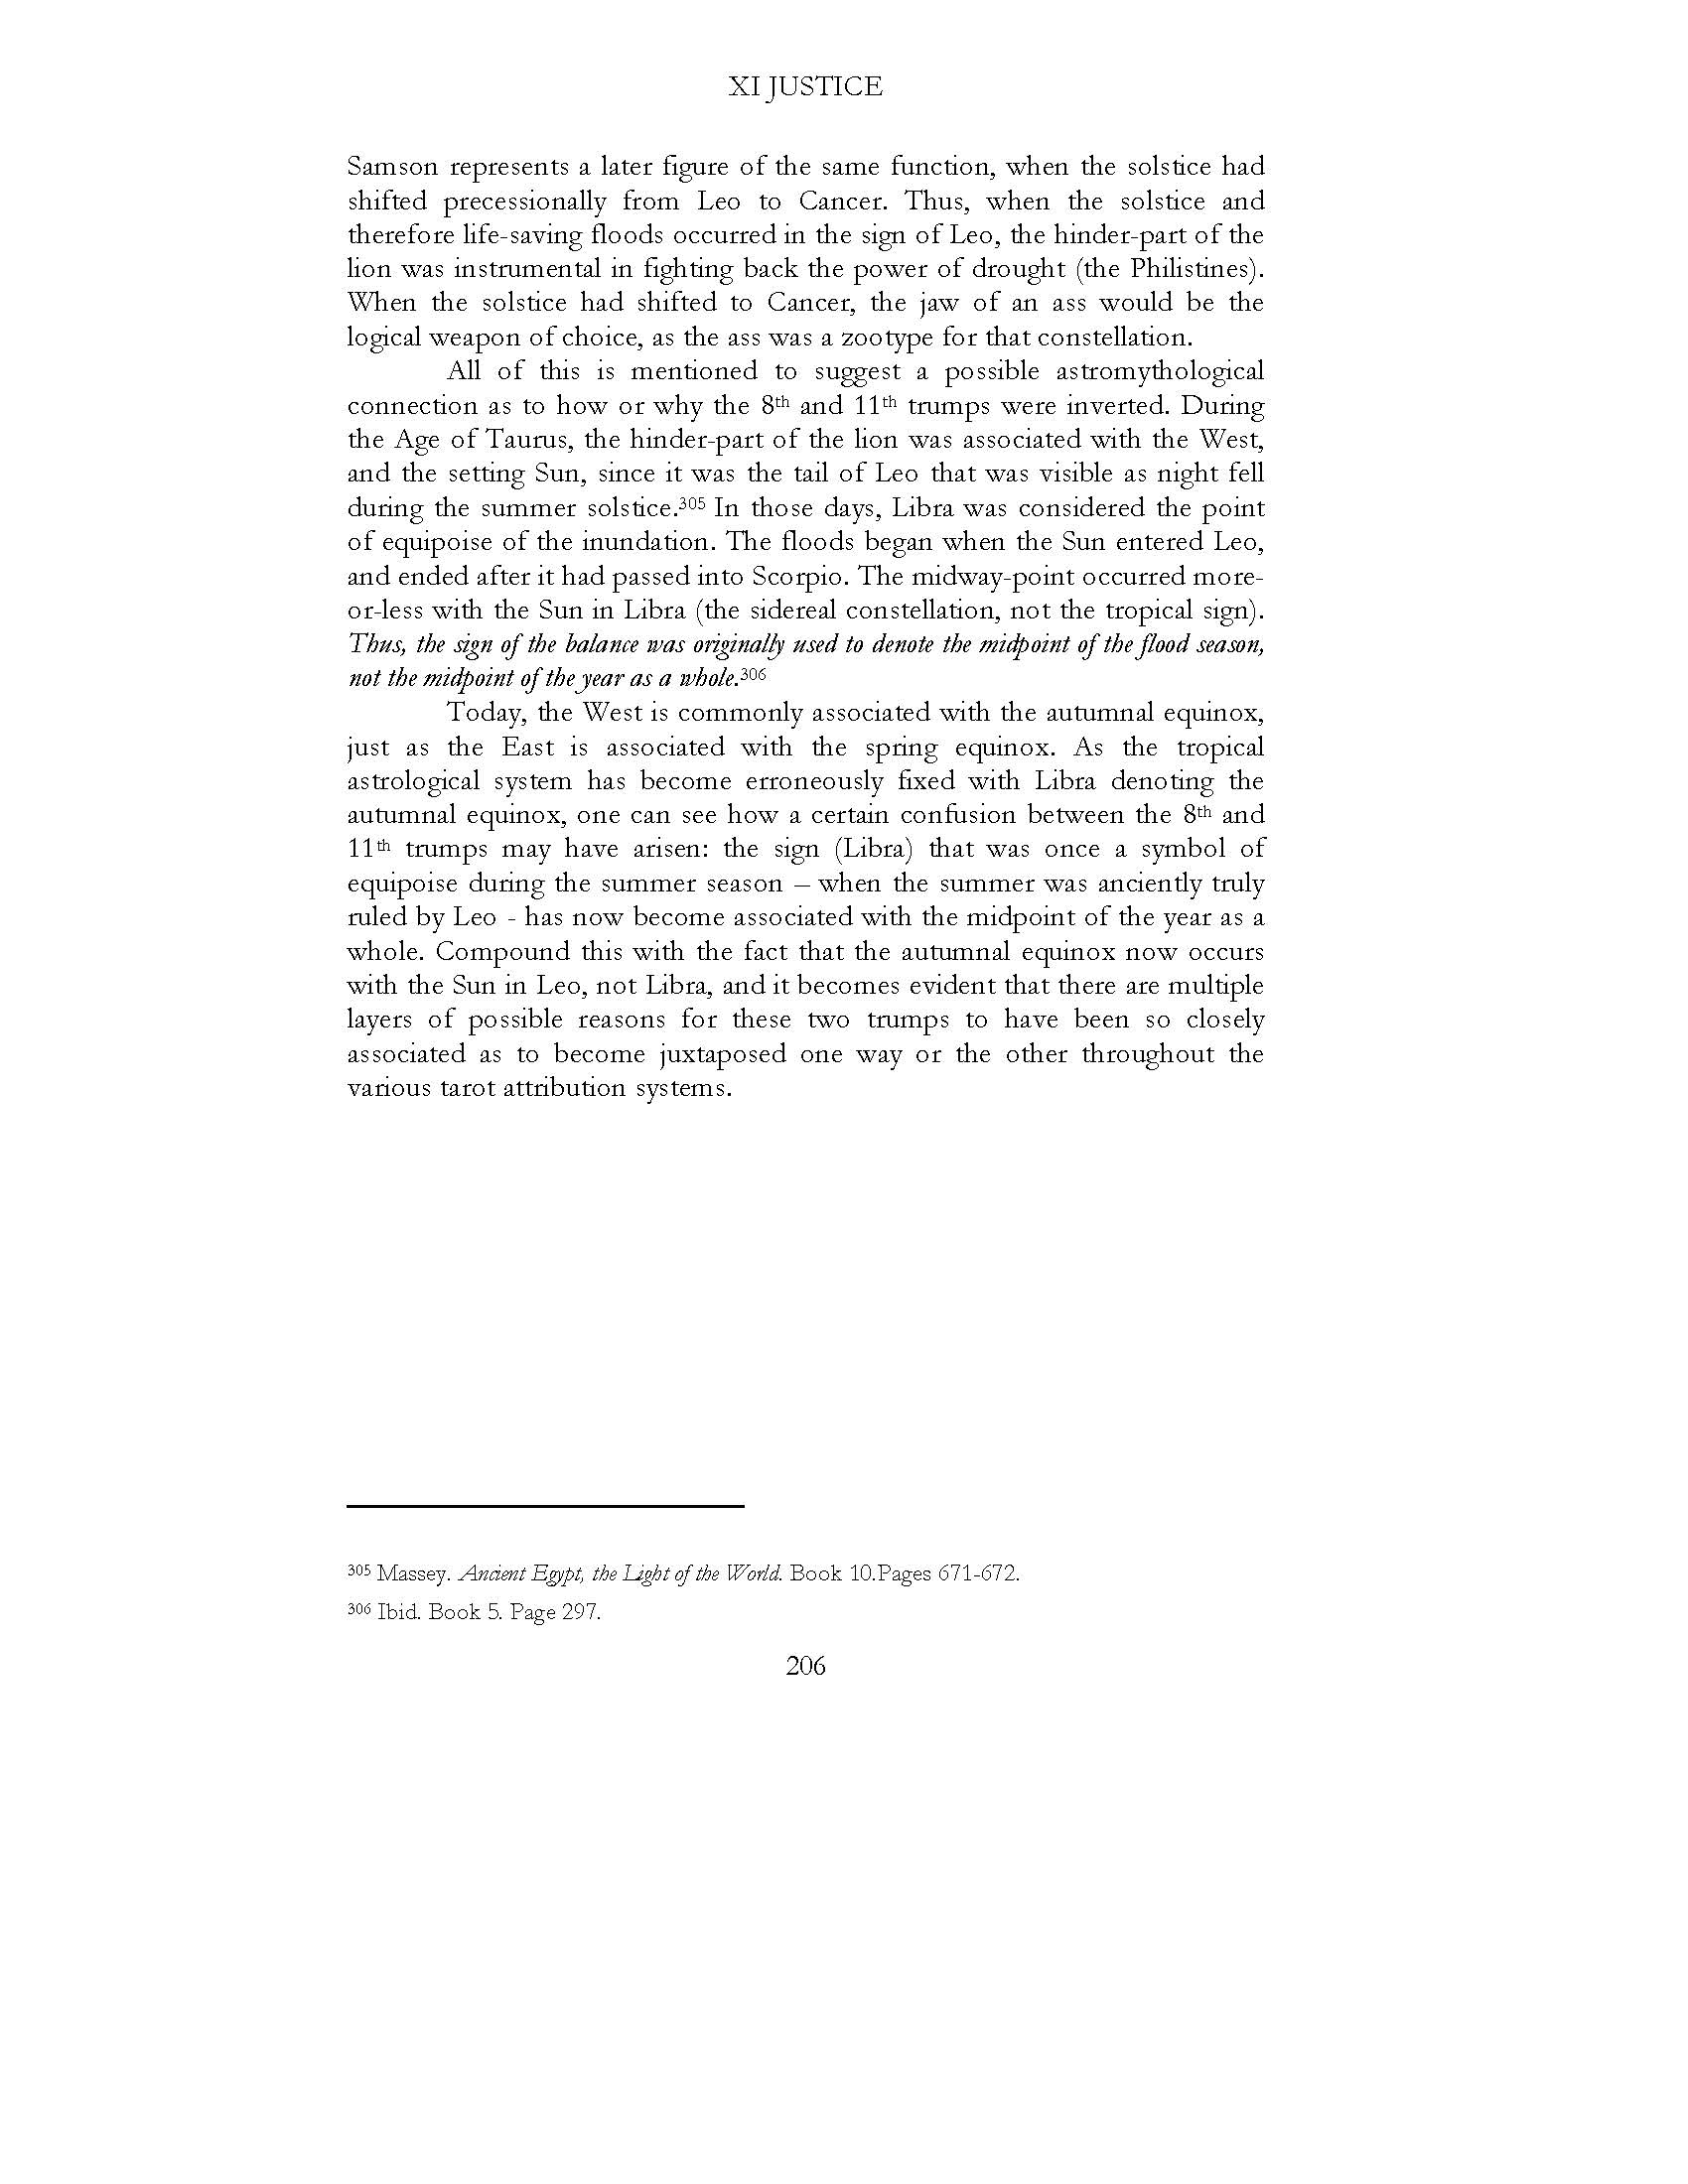 XI JUSTICE
Samson represents a later figure of the same function, when the solstice had
shifted precessionally from Leo to Cancer. Thus, when the solstice and
therefore life-saving floods occurred in the sign of Leo, the hinder-part of the
lion was instrumental in fighting back the power of drought (the Philistines).
When the solstice had shifted to Cancer, the jaw of an ass would be the
logical weapon of choice, as the ass was a zootype for that constellation.
All of this is mentioned to suggest a possible astromythological
connection as to how or why the 8th and 11th trumps were inverted. During
the Age of Taurus, the hinder-part of the lion was associated with the West,
and the setting Sun, since it was the tail of Leo that was visible as night fell
during the summer solstice.305 In those days, Libra was considered the point
of equipoise of the inundation. The floods began when the Sun entered Leo,
and ended after it had passed into Scorpio. The midway-point occurred more-
or-less with the Sun in Libra (the sidereal constellation, not the tropical sign).
Thus, the sign of the balance was originally used to denote the midpoint of the flood season,
not the midpoint of the year as a whole.306
Today, the West is commonly associated with the autumnal equinox,
just as the East is associated with the spring equinox. As the tropical
astrological system has become erroneously fixed with Libra denoting the
autumnal equinox, one can see how a certain confusion between the 8th and
11th trumps may have arisen: the sign (Libra) that was once a symbol of
equipoise during the summer season – when the summer was anciently truly
ruled by Leo - has now become associated with the midpoint of the year as a
whole. Compound this with the fact that the autumnal equinox now occurs
with the Sun in Leo, not Libra, and it becomes evident that there are multiple
layers of possible reasons for these two trumps to have been so closely
associated as to become juxtaposed one way or the other throughout the
various tarot attribution systems.
305 Massey. Ancient Egypt, the Light of the World. Book 10.Pages 671-672.
306 Ibid. Book 5. Page 297.
206